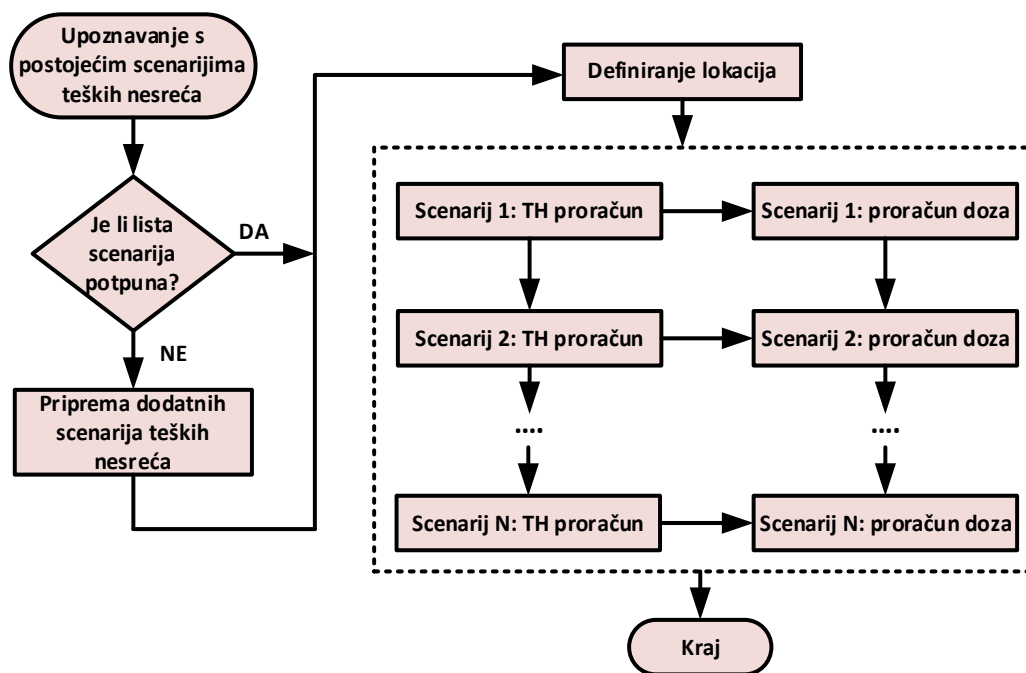 Upoznavanje s
postojećim scenarijima
teških nesreća
Je li lista
scenarija
potpuna?
DA
NE
Priprema dodatnih
scenarija teških
nesreća
Definiranje lokacija
Scenarij 1: TH proračun
Scenarij 1: proračun doza
Scenarij 2: TH proračun
Scenarij 2: proračun doza
....
....
Scenarij N: TH proračun
Scenarij N: proračun doza
Kraj